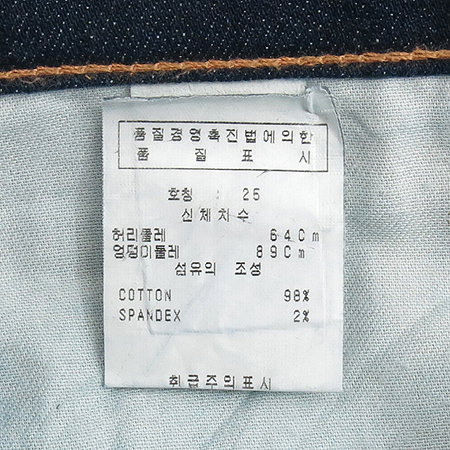 품질경영촉진법에의한
품 질 표 시
호칭 : 25
신체치수
허리둘레 64Cm
엉덩이둘레 89Cm
섬유의 조성
COTTON 98%
SPANDEX 2%
취급주의표시